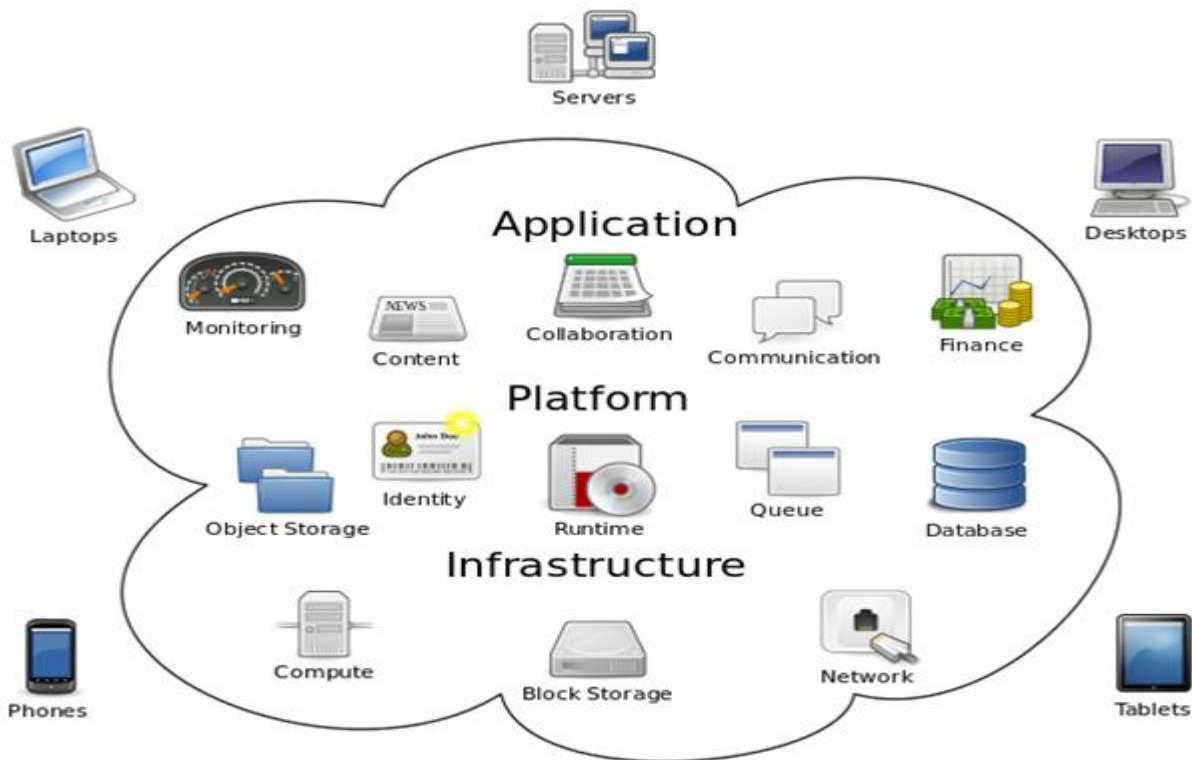 Servers
Laptops
Desktops
Application
Monitoring
NEWS
Content
Collaboration
Communication
Finance
Platform
John Doe
Object Storage
Identity
Runtime
Queue
Database
Infrastructure
Compute
Block Storage
Network
Phones
Tablets